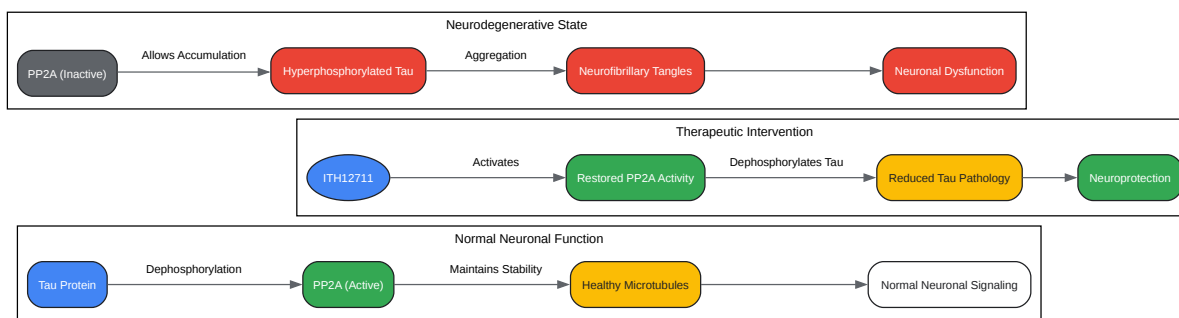 Neurodegenerative State
PP2A (Inactive)
Allows Accumulation
Hyperphosphorylated Tau
Aggregation
Neurofibrillary Tangles
Neuronal Dysfunction
Therapeutic Intervention
ITH12711
Activates
Restored PP2A Activity
Dephosphorylates Tau
Reduced Tau Pathology
Neuroprotection
Normal Neuronal Function
Tau Protein
Dephosphorylation
PP2A (Active)
Maintains Stability
Healthy Microtubules
Normal Neuronal Signaling